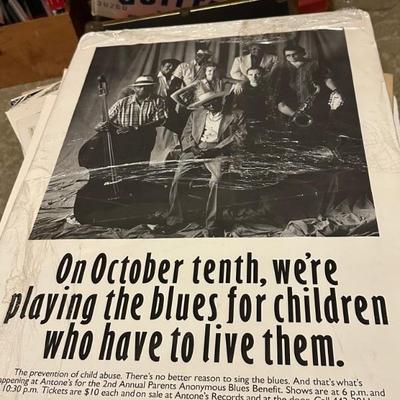 On October tenth, we're
playing the blues for children
who have to live them.
The prevention of child abuse. There's no better reason to sing the blues. And that's what's
appening at Antone's for the 2nd Annual Parents Anonymous Blues Benefit. Shows are at 6 p.m. and
10:30 p.m. Tickets are $10 each and on sale at Antone's Records and at the door. Call